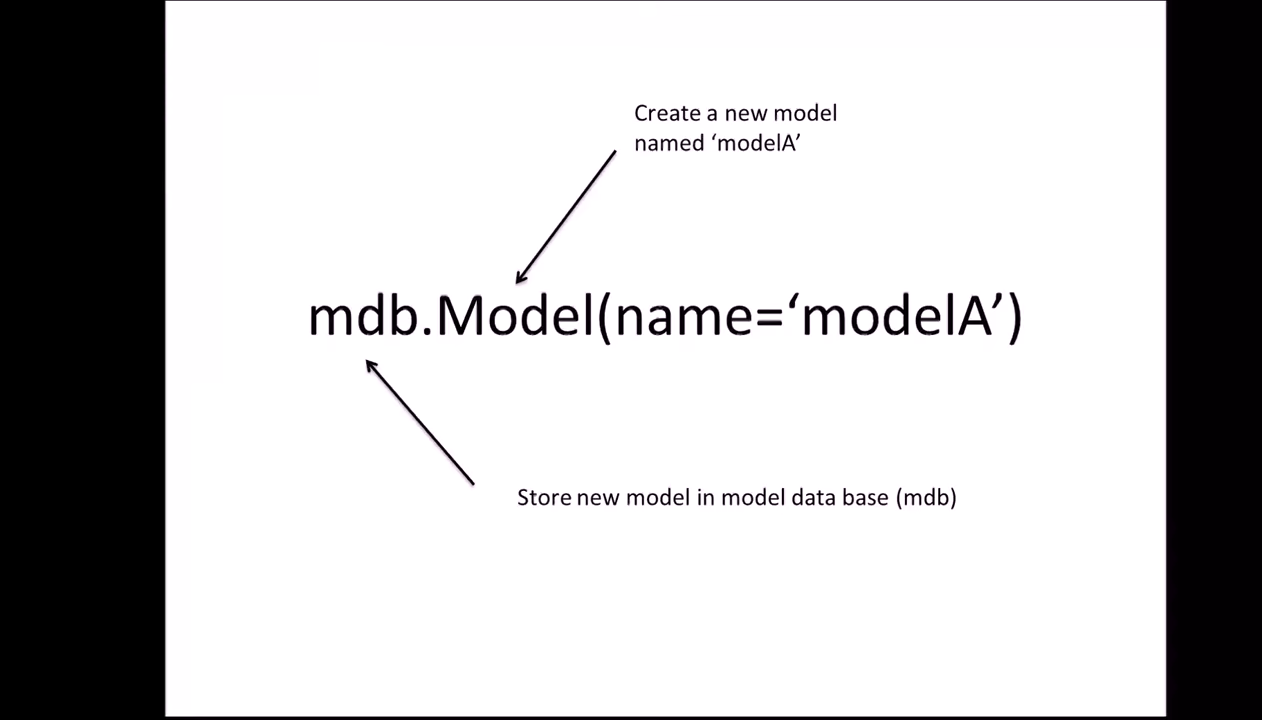 Create a new model
named ‘modelA’
mdb.Model(name=‘modelA’)
Store new model in model data base (mdb)